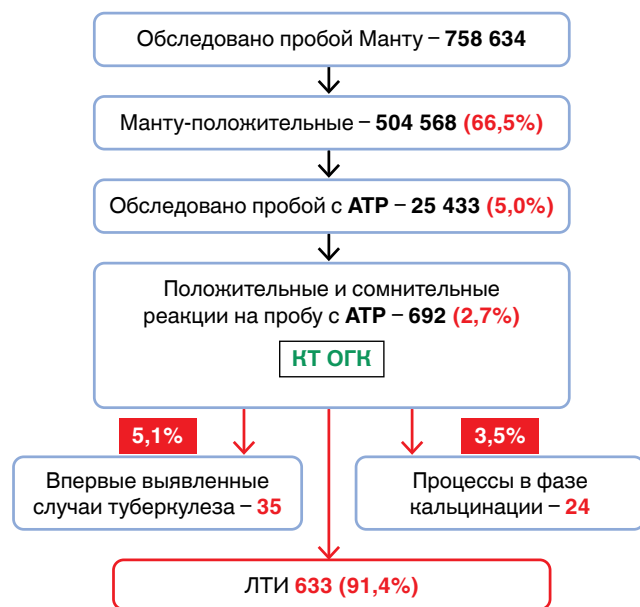 Обследовано пробой Манту – 758 634
Манту-положительные – 504 568 (66,5%)
Обследовано пробой с АТР – 25 433 (5,0%)
Положительные и сомнительные
реакции на пробу с АТР – 692 (2,7%)
КТ ОГК
5,1%
3,5%
Впервые выявленные
случаи туберкулеза – 35
Процессы в фазе
кальцинации – 24
ЛТИ 633 (91,4%)